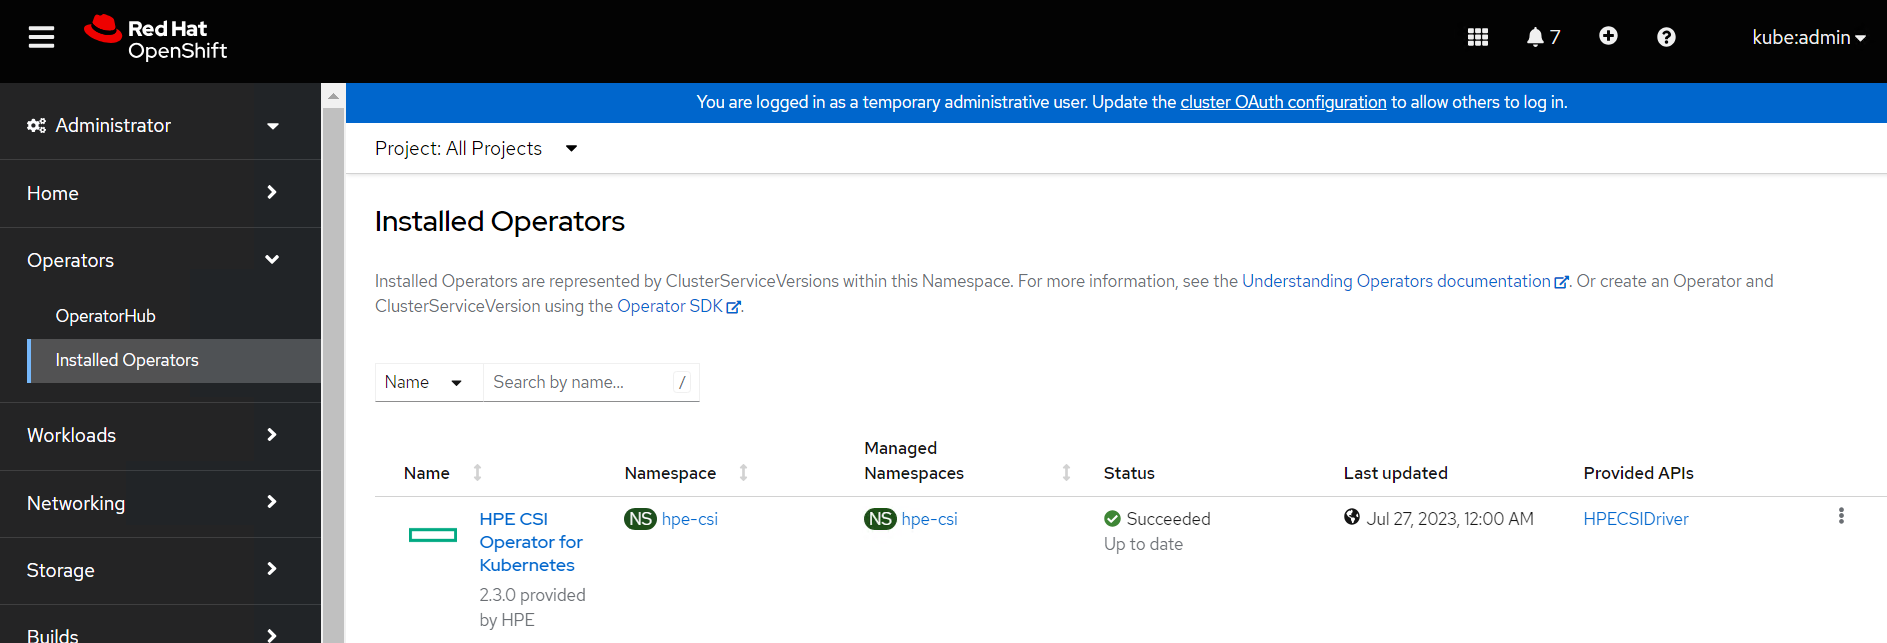 Red Hat
OpenShift
7
kube:admin
You are logged in as a temporary administrative user. Update the cluster OAuth configuration to allow others to log in.
Administrator
Home
Operators
OperatorHub
Installed Operators
Workloads
Networking
Storage
Builds
Project: All Projects
Installed Operators
Installed Operators are represented by ClusterServiceVersions within this Namespace. For more information, see the Understanding Operators documentation. Or create an Operator and
ClusterServiceVersion using the Operator SDK.
Name
Search by name...
/
Name
Namespace
Managed
Namespaces
Status
Last updated
Provided APIs
HPE CSI
Operator for
Kubernetes
2.3.0 provided
by HPE
NS hpe-csi
NS hpe-csi
Succeeded
Up to date
Jul 27, 2023, 12:00 AM
HPECSIDriver